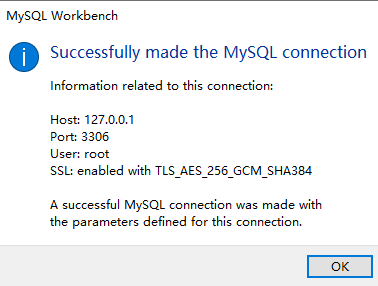 MySQL Workbench
Successfully made the MySQL connection
Information related to this connection:
Host: 127.0.0.1
Port: 3306
User: root
SSL: enabled with TLS_AES_256_GCM_SHA384
A successful MySQL connection was made with
the parameters defined for this connection.
OK